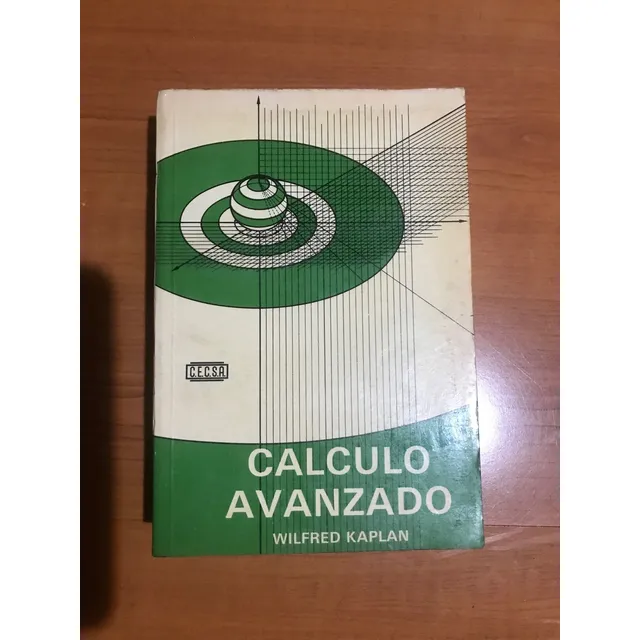 C.E.C.S.A.
CALCULO
AVANZADO
WILFRED KAPLAN